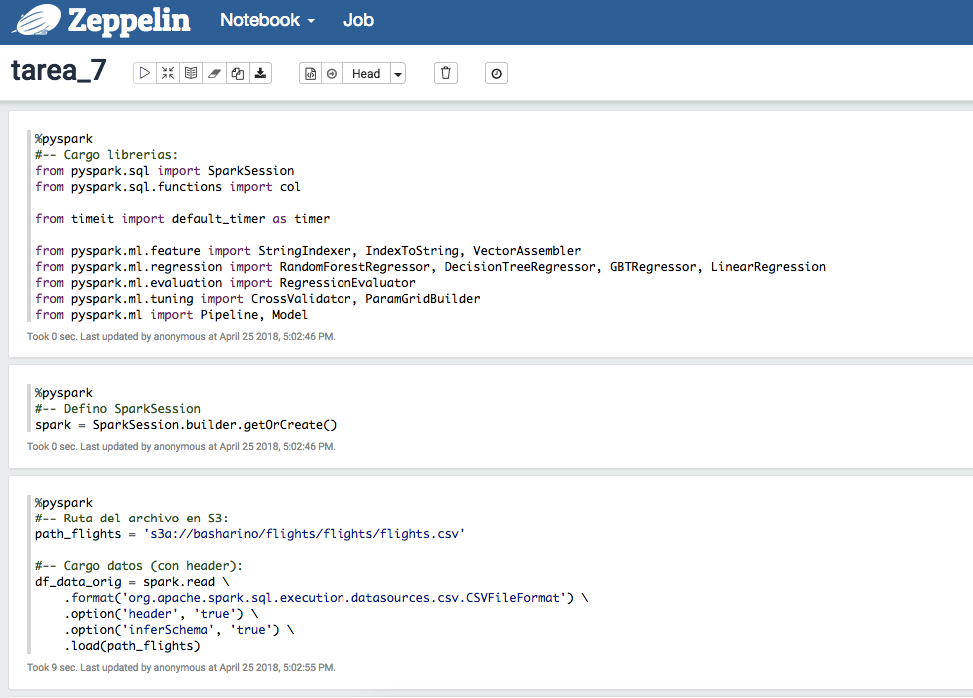 Zeppelin Notebook Job
tarea_7 Head
%pyspark
#-- Cargo librerias:
from pyspark.sql import SparkSession
from pyspark.sql.functions import col
from timeit import default_timer as timer
from pyspark.ml.feature import StringIndexer, IndexToString, VectorAssembler
from pyspark.ml.regression import RandomForestRegressor, DecisionTreeRegressor, GBTRegressor, LinearRegression
from pyspark.ml.evaluation import RegressionEvaluator
from pyspark.ml.tuning import CrossValidator, ParamGridBuilder
from pyspark.ml import Pipeline, Model
Took 0 sec. Last updated by anonymous at April 25 2018, 5:02:46 PM.
%pyspark
#-- Defino SparkSession
spark = SparkSession.builder.getOrCreate()
Took 0 sec. Last updated by anonymous at April 25 2018, 5:02:46 PM.
%pyspark
#-- Ruta del archivo en S3:
path_flights = 's3a://basharino/flights/flights/flights.csv'
#-- Cargo datos (con header):
df_data_orig = spark.read \
.format('org.apache.spark.sql.execution.datasources.csv.CSVFileFormat') \
.option('header', 'true') \
.option('inferSchema', 'true') \
.load(path_flights)
Took 9 sec. Last updated by anonymous at April 25 2018, 5:02:55 PM.